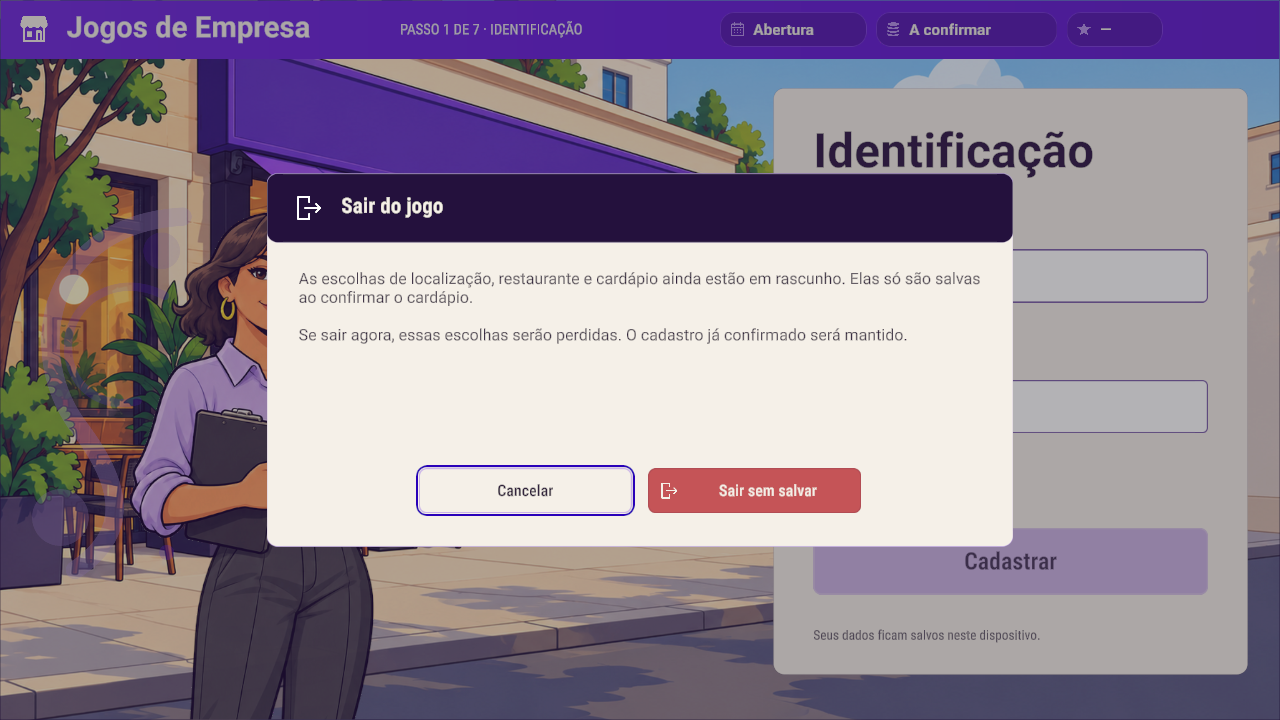 Jogos de Empresa
PASSO 1 DE 7 · IDENTIFICAÇÃO
Abertura
A confirmar
–
Identificação
Sair do jogo
As escolhas de localização, restaurante e cardápio ainda estão em rascunho. Elas só são salvas
ao confirmar o cardápio.
Se sair agora, essas escolhas serão perdidas. O cadastro já confirmado será mantido.
Cancelar
Sair sem salvar
Cadastrar
Seus dados ficam salvos neste dispositivo.